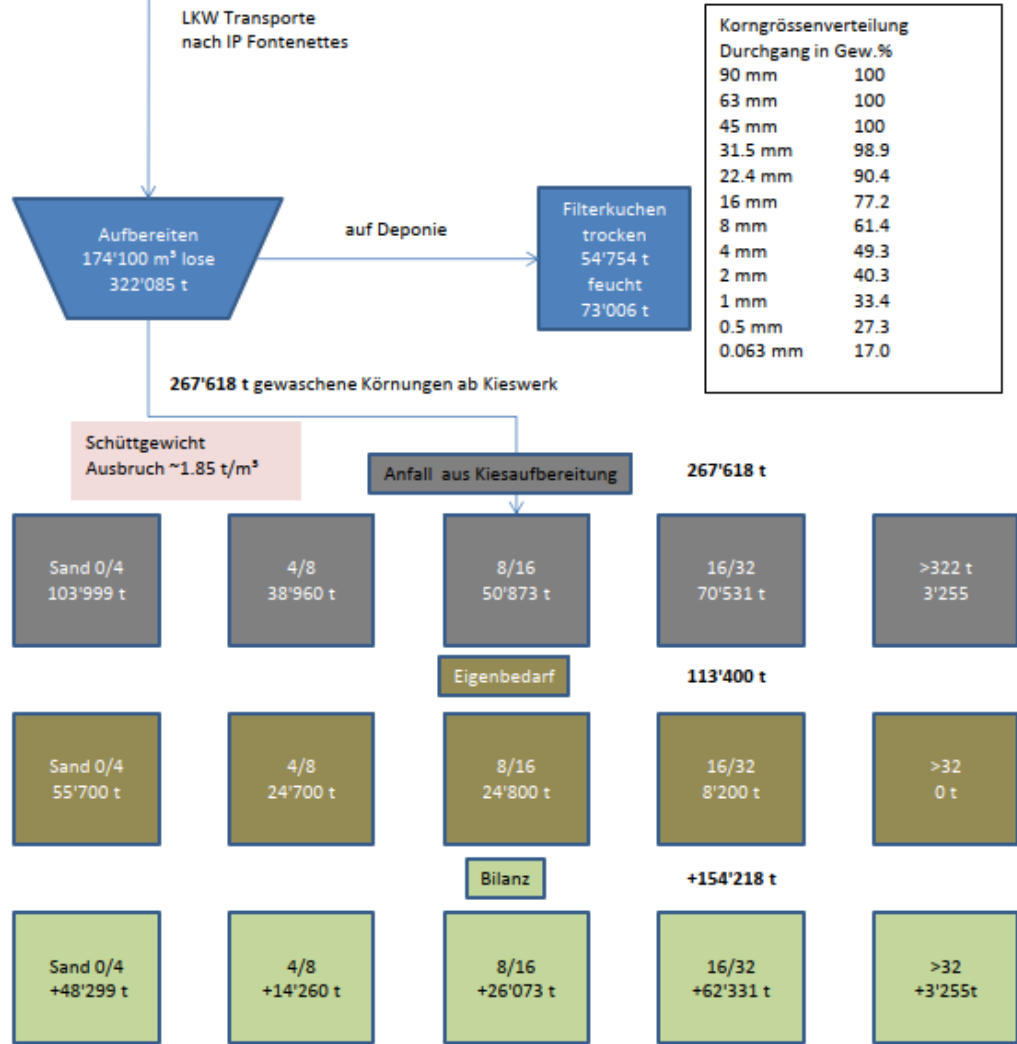 LKW Transporte
nach IP Fontenettes
Korngrössenverteilung
Durchgang in Gew.%
90 mm 100
63 mm 100
45 mm 100
31.5 mm 98.9
22.4 mm 90.4
16 mm 77.2
8 mm 61.4
4 mm 49.3
2 mm 40.3
1 mm 33.4
0.5 mm 27.3
0.063 mm 17.0
Aufbereiten
174'100 m³ lose
322'085 t
auf Deponie
Filterkuchen
trocken
54'754 t
feucht
73'006 t
267'618 t gewaschene Körnungen ab Kieswerk
Schüttgewicht
Ausbruch ~1.85 t/m³
Anfall aus Kiesaufbereitung
267'618 t
Sand 0/4
103'999 t
4/8
38'960 t
8/16
50'873 t
16/32
70'531 t
>322 t
3'255
Eigenbedarf
113'400 t
Sand 0/4
55'700 t
4/8
24'700 t
8/16
24'800 t
16/32
8'200 t
>32
0 t
Bilanz
+154'218 t
Sand 0/4
+48'299 t
4/8
+14'260 t
8/16
+26'073 t
16/32
+62'331 t
>32
+3'255t